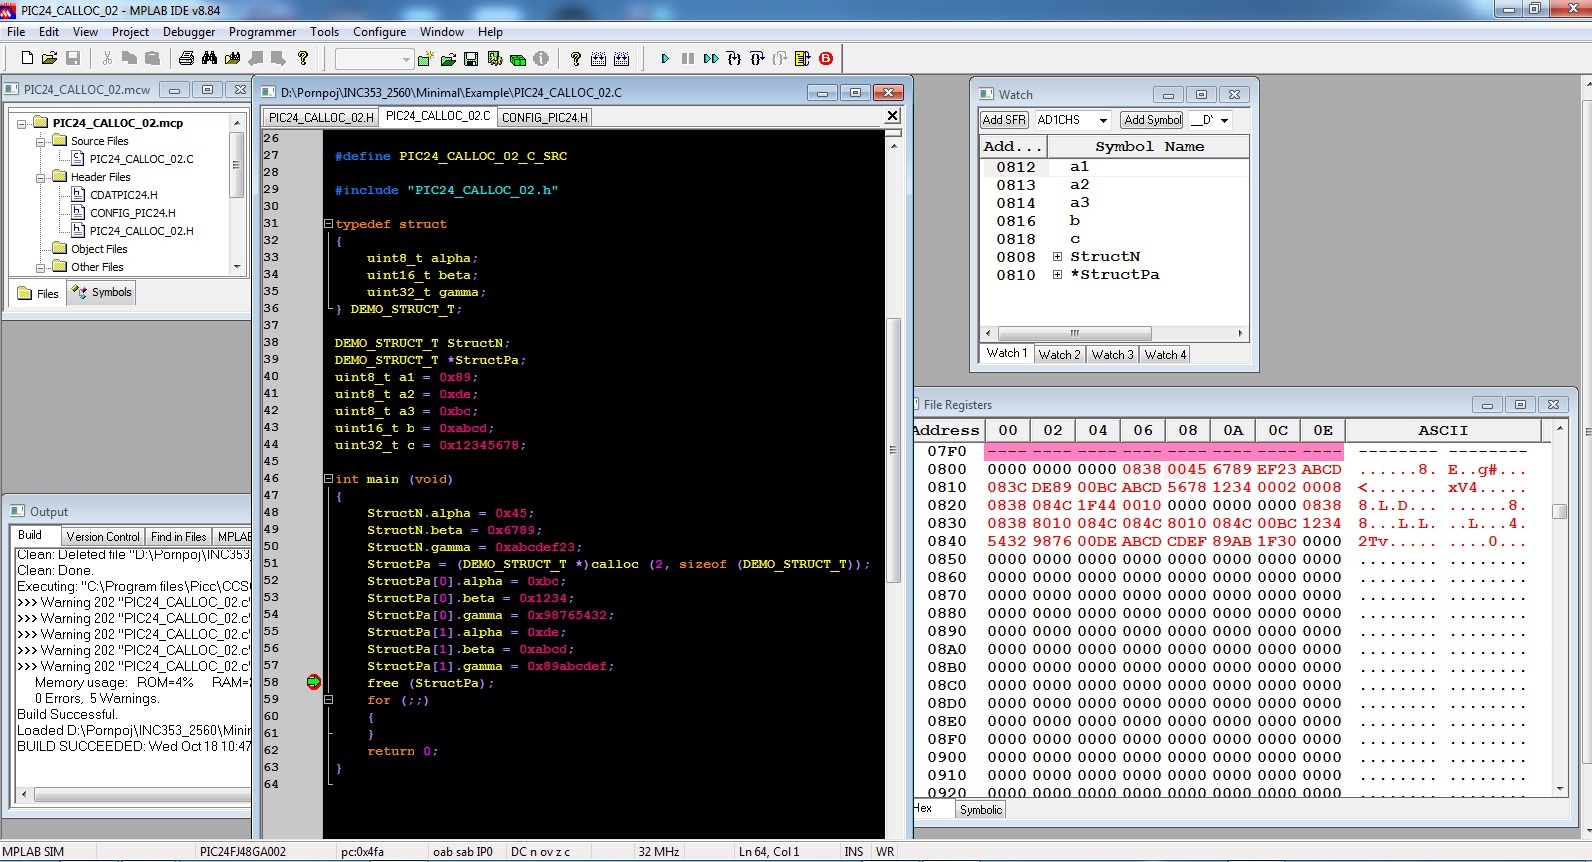 PIC24_CALLOC_02 - MPLAB IDE v8.84
File Edit View Project Debugger Programmer Tools Configure Window Help
PIC24_CALLOC_02.mcw
PIC24_CALLOC_02.mcp
Source Files
PIC24_CALLOC_02.C
Header Files
CDATPIC24.H
CONFIG_PIC24.H
PIC24_CALLOC_02.H
Object Files
Other Files
Files Symbols
Output
Build Version Control Find in Files MPLAB
Clean: Deleted file "D:\Pornpoj\INC353
Clean: Done.
Executing: "C:\Program files\Picc\CCS
>>> Warning 202 "PIC24_CALLOC_02.c"
>>> Warning 202 "PIC24_CALLOC_02.c"
>>> Warning 202 "PIC24_CALLOC_02.c"
>>> Warning 202 "PIC24_CALLOC_02.c"
>>> Warning 202 "PIC24_CALLOC_02.c"
Memory usage: ROM=4% RAM=
0 Errors, 5 Warnings.
Build Successful.
Loaded D:\Pornpoj\INC353_2560\Minim
BUILD SUCCEEDED: Wed Oct 18 10:47
D:\Pornpoj\INC353_2560\Minimal\Example\PIC24_CALLOC_02.C
PIC24_CALLOC_02.H PIC24_CALLOC_02.C CONFIG_PIC24.H
26
27 #define PIC24_CALLOC_02_C_SRC
28
29 #include "PIC24_CALLOC_02.h"
30
31 typedef struct
32 {
33 uint8_t alpha;
34 uint16_t beta;
35 uint32_t gamma;
36 } DEMO_STRUCT_T;
37
38 DEMO_STRUCT_T StructN;
39 DEMO_STRUCT_T *StructPa;
40 uint8_t a1 = 0x89;
41 uint8_t a2 = 0xde;
42 uint8_t a3 = 0xbc;
43 uint16_t b = 0xabcd;
44 uint32_t c = 0x12345678;
45
46 int main (void)
47 {
48 StructN.alpha = 0x45;
49 StructN.beta = 0x6789;
50 StructN.gamma = 0xabcdef23;
51 StructPa = (DEMO_STRUCT_T *)calloc (2, sizeof (DEMO_STRUCT_T));
52 StructPa[0].alpha = 0xbc;
53 StructPa[0].beta = 0x1234;
54 StructPa[0].gamma = 0x98765432;
55 StructPa[1].alpha = 0xde;
56 StructPa[1].beta = 0xabcd;
57 StructPa[1].gamma = 0x89abcdef;
58 free (StructPa);
59 for (;;)
60 {
61 }
62 return 0;
63 }
64
Watch
Add SFR AD1CHS Add Symbol __D'
Add... Symbol Name
0812 a1
0813 a2
0814 a3
0816 b
0818 c
0808 StructN
0810 *StructPa
Watch 1 Watch 2 Watch 3 Watch 4
File Registers
Address 00 02 04 06 08 0A 0C 0E ASCII
07F0 ---- ---- ---- ---- ---- ---- ---- ---- -------- --------
0800 0000 0000 0000 0838 0045 6789 EF23 ABCD ......8. E..g#...
0810 083C DE89 00BC ABCD 5678 1234 0002 0008 <....... xV4.....
0820 0838 084C 1F44 0010 0000 0000 0000 0838 8.L.D... ......8.
0830 0838 8010 084C 084C 8010 084C 00BC 1234 8...L.L. ..L...4.
0840 5432 9876 00DE ABCD CDEF 89AB 1F30 0000 2Tv..... ....0...
0850 0000 0000 0000 0000 0000 0000 0000 0000 ........ ........
0860 0000 0000 0000 0000 0000 0000 0000 0000 ........ ........
0870 0000 0000 0000 0000 0000 0000 0000 0000 ........ ........
0880 0000 0000 0000 0000 0000 0000 0000 0000 ........ ........
0890 0000 0000 0000 0000 0000 0000 0000 0000 ........ ........
08A0 0000 0000 0000 0000 0000 0000 0000 0000 ........ ........
08B0 0000 0000 0000 0000 0000 0000 0000 0000 ........ ........
08C0 0000 0000 0000 0000 0000 0000 0000 0000 ........ ........
08D0 0000 0000 0000 0000 0000 0000 0000 0000 ........ ........
08E0 0000 0000 0000 0000 0000 0000 0000 0000 ........ ........
08F0 0000 0000 0000 0000 0000 0000 0000 0000 ........ ........
0900 0000 0000 0000 0000 0000 0000 0000 0000 ........ ........
0910 0000 0000 0000 0000 0000 0000 0000 0000 ........ ........
0920 0000 0000 0000 0000 0000 0000 0000 0000 ........ ........
Hex Symbolic
MPLAB SIM PIC24FJ48GA002 pc:0x4fa oab sab IP0 DC n ov z c 32 MHz Ln 64, Col 1 INS WR